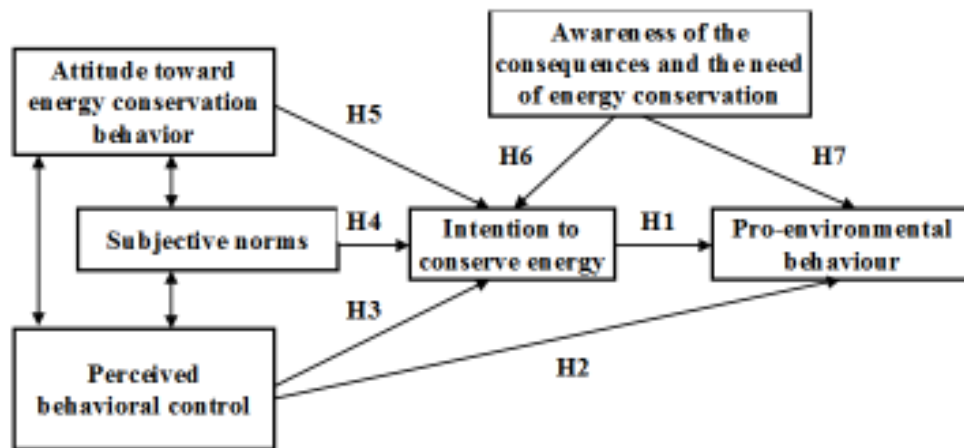 Attitude toward
energy conservation
behavior
Awareness of the
consequences and the need
of energy conservation
H5
H6
H7
Subjective norms
H4
Intention to
conserve energy
H1
Pro-environmental
behaviour
H3
H2
Perceived
behavioral control